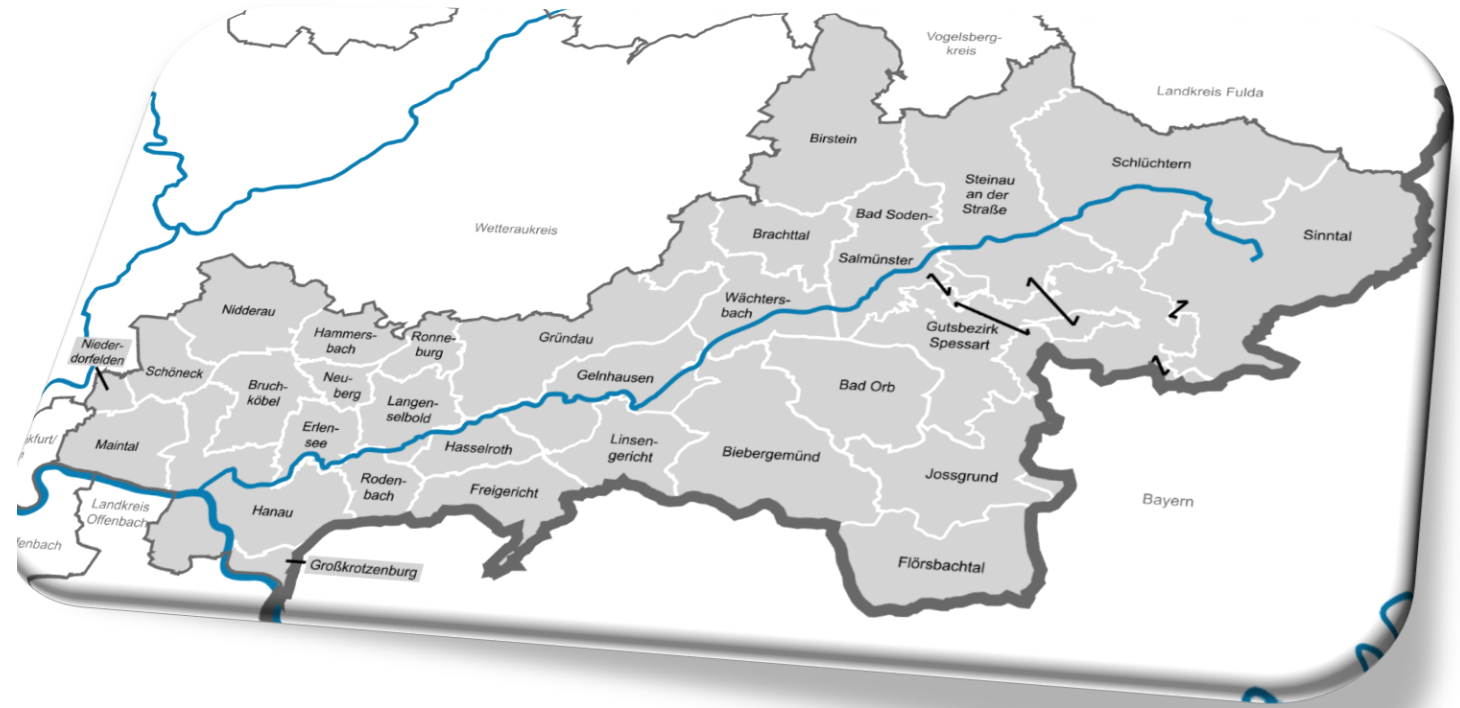 Vogelsberg-
kreis
Landkreis Fulda
Birstein
Schlüchtern
Steinau
an der
Straße
Bad Soden-
Salmünster
Sinntal
Wetteraukreis
Brachttal
Wächters-
bach
Nidderau
Hammers-
bach
Ronne-
burg
Gründau
Gutsbezirk
Spessart
Nieder-
dorfelden
Schöneck
Bruch-
köbel
Neu-
berg
Langen-
selbold
Gelnhausen
Bad Orb
Maintal
Erlen-
see
Hasselroth
Linsen-
gericht
Biebergemünd
Jossgrund
Bayern
Landkreis
Offenbach
Hanau
Roden-
bach
Freigericht
Großkrotzenburg
Flörsbachtal